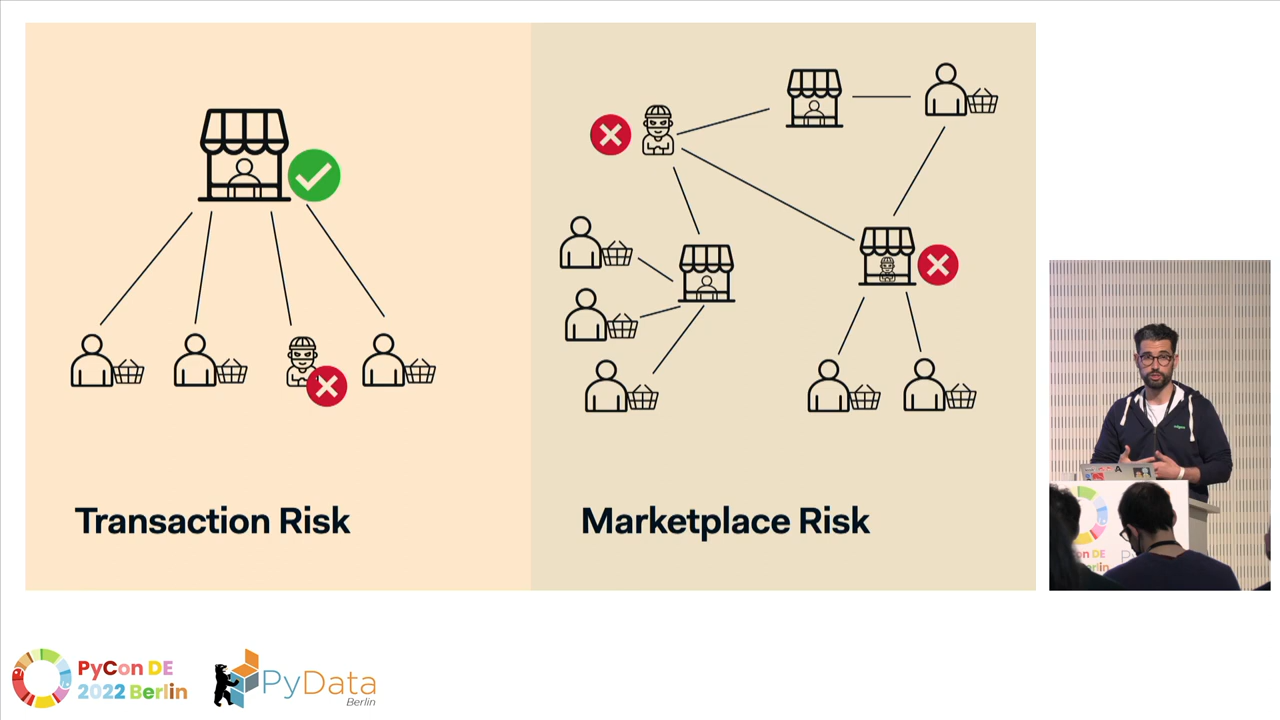 Transaction Risk
Marketplace Risk
PyCon DE
2022 Berlin
PyData
Berlin